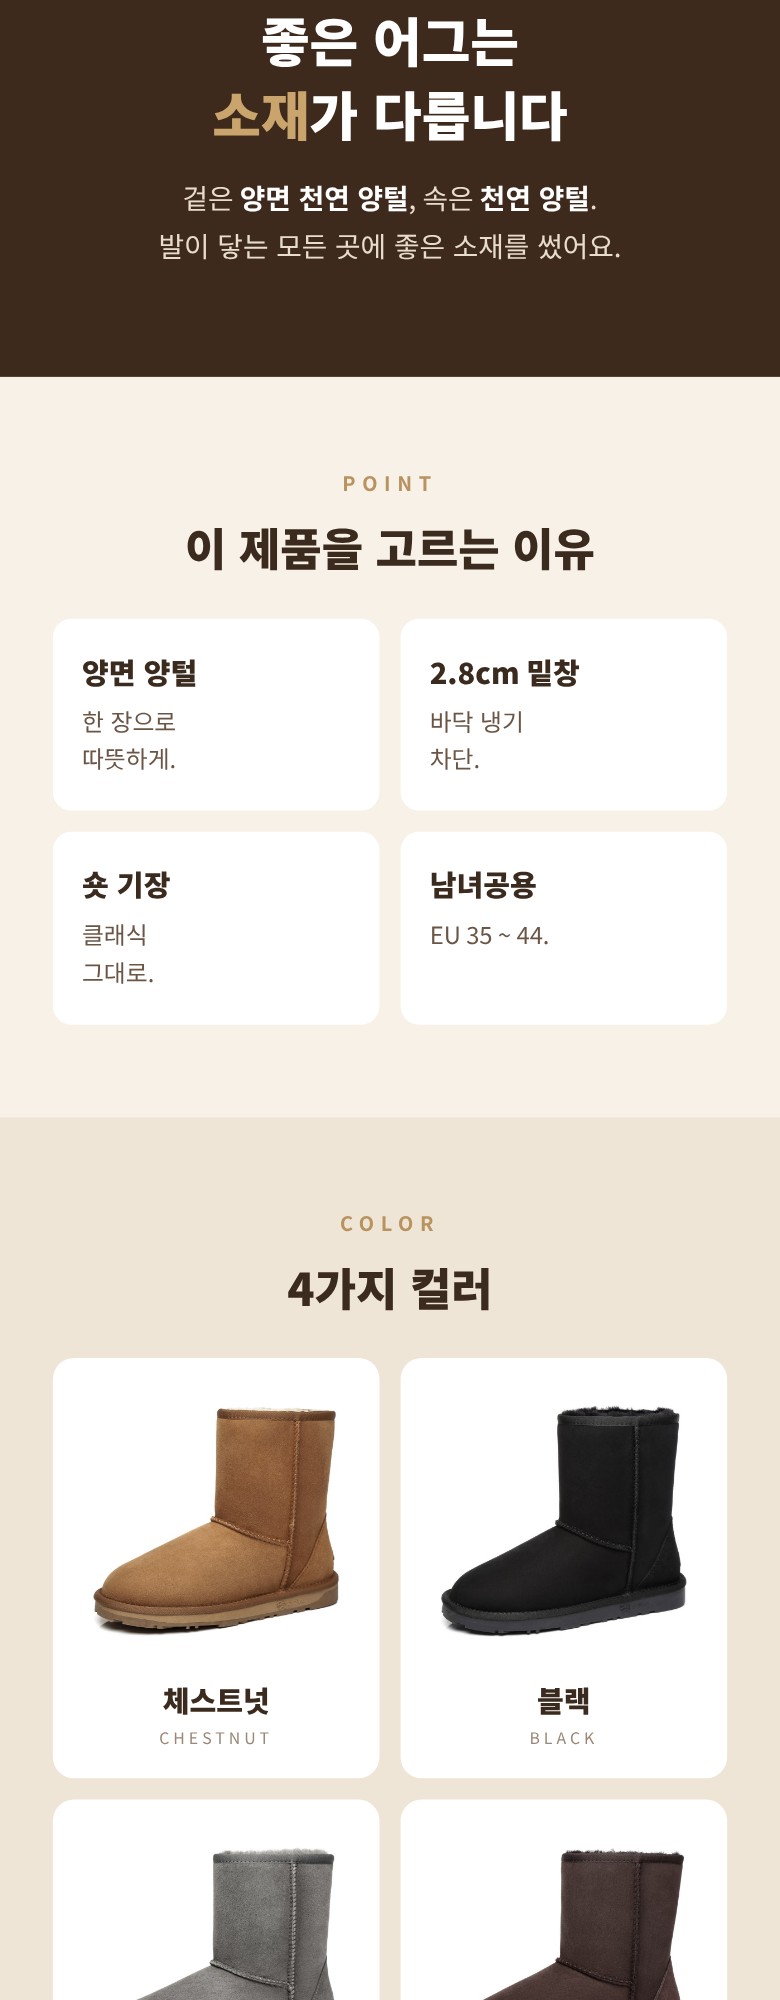 좋은 어그는
소재가 다릅니다
겉은 양면 천연 양털, 속은 천연 양털.
발이 닿는 모든 곳에 좋은 소재를 썼어요.
POINT
이 제품을 고르는 이유
양면 양털
한 장으로
따뜻하게.
2.8cm 밑창
바닥 냉기
차단.
숏 기장
클래식
그대로.
남녀공용
EU 35 ~ 44.
COLOR
4가지 컬러
체스트넛
CHESTNUT
블랙
BLACK